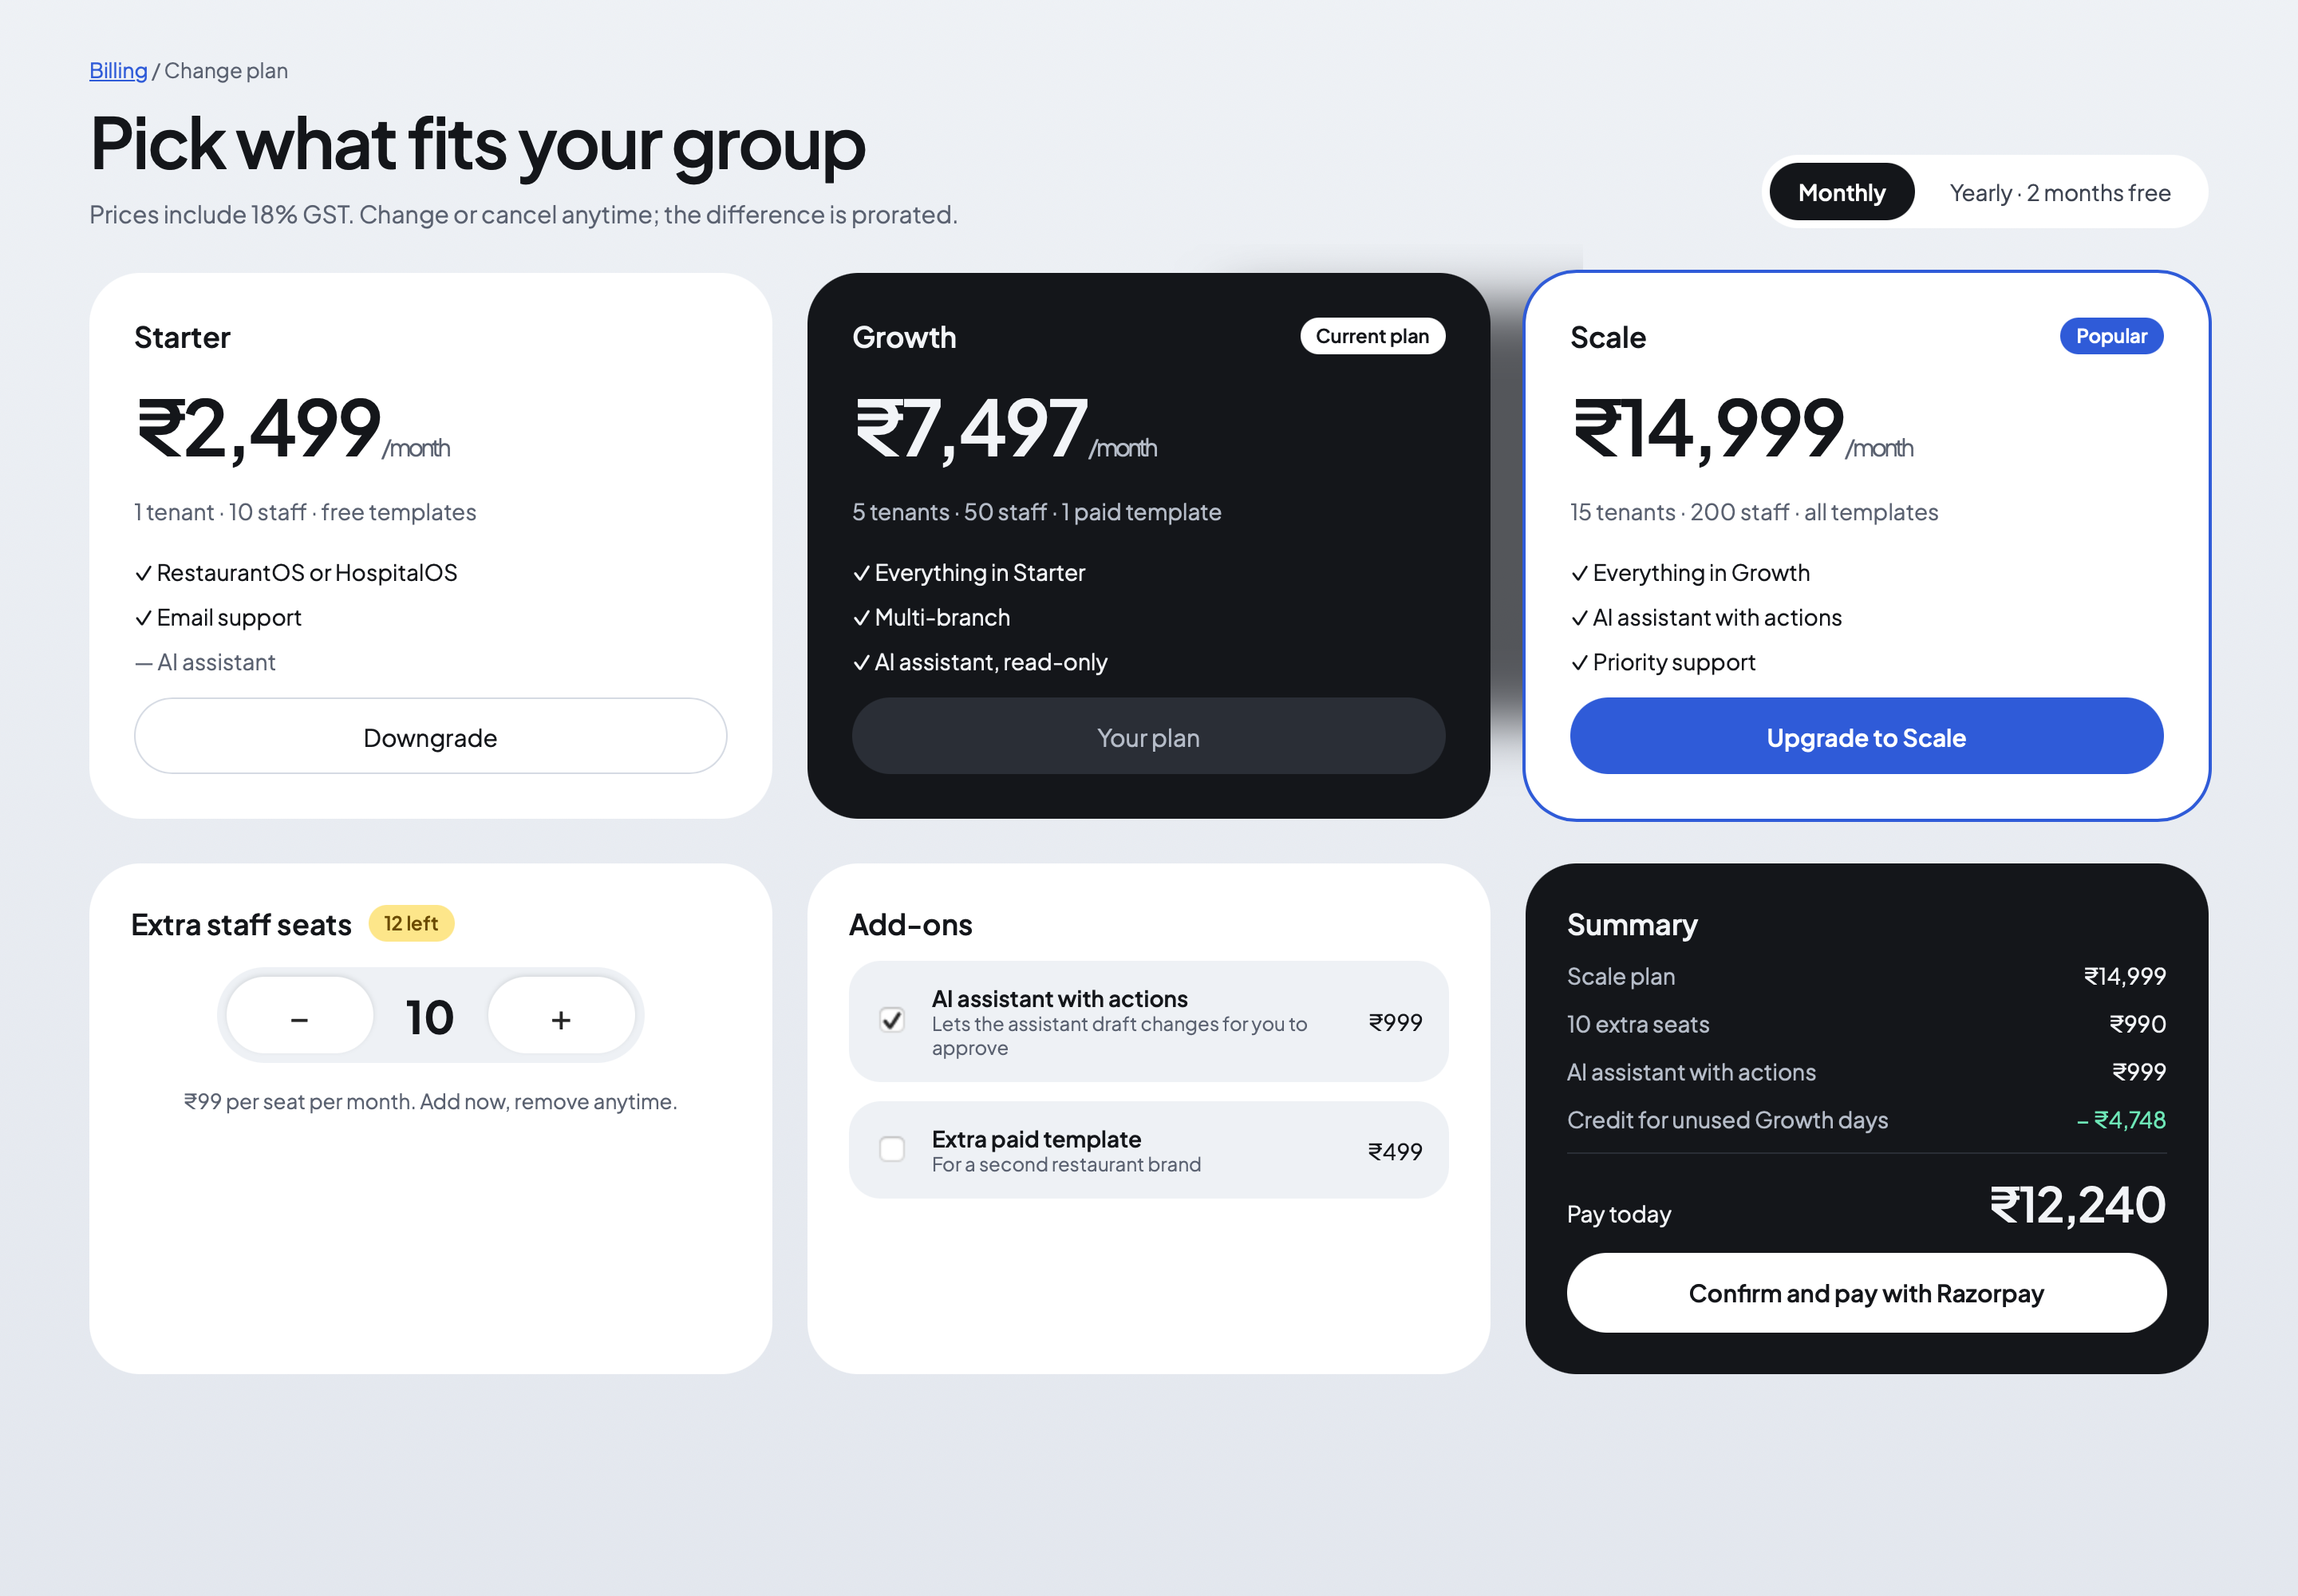 Billing / Change plan
Pick what fits your group
Prices include 18% GST. Change or cancel anytime; the difference is prorated.
Monthly
Yearly · 2 months free
Starter
₹2,499/month
1 tenant · 10 staff · free templates
✓ RestaurantOS or HospitalOS
✓ Email support
— AI assistant
Downgrade
Growth
Current plan
₹7,497/month
5 tenants · 50 staff · 1 paid template
✓ Everything in Starter
✓ Multi-branch
✓ AI assistant, read-only
Your plan
Scale
Popular
₹14,999/month
15 tenants · 200 staff · all templates
✓ Everything in Growth
✓ AI assistant with actions
✓ Priority support
Upgrade to Scale
Extra staff seats
12 left
– 10 +
₹99 per seat per month. Add now, remove anytime.
Add-ons
AI assistant with actions
Lets the assistant draft changes for you to
approve
₹999
Extra paid template
For a second restaurant brand
₹499
Summary
Scale plan ₹14,999
10 extra seats ₹990
AI assistant with actions ₹999
Credit for unused Growth days – ₹4,748
Pay today ₹12,240
Confirm and pay with Razorpay